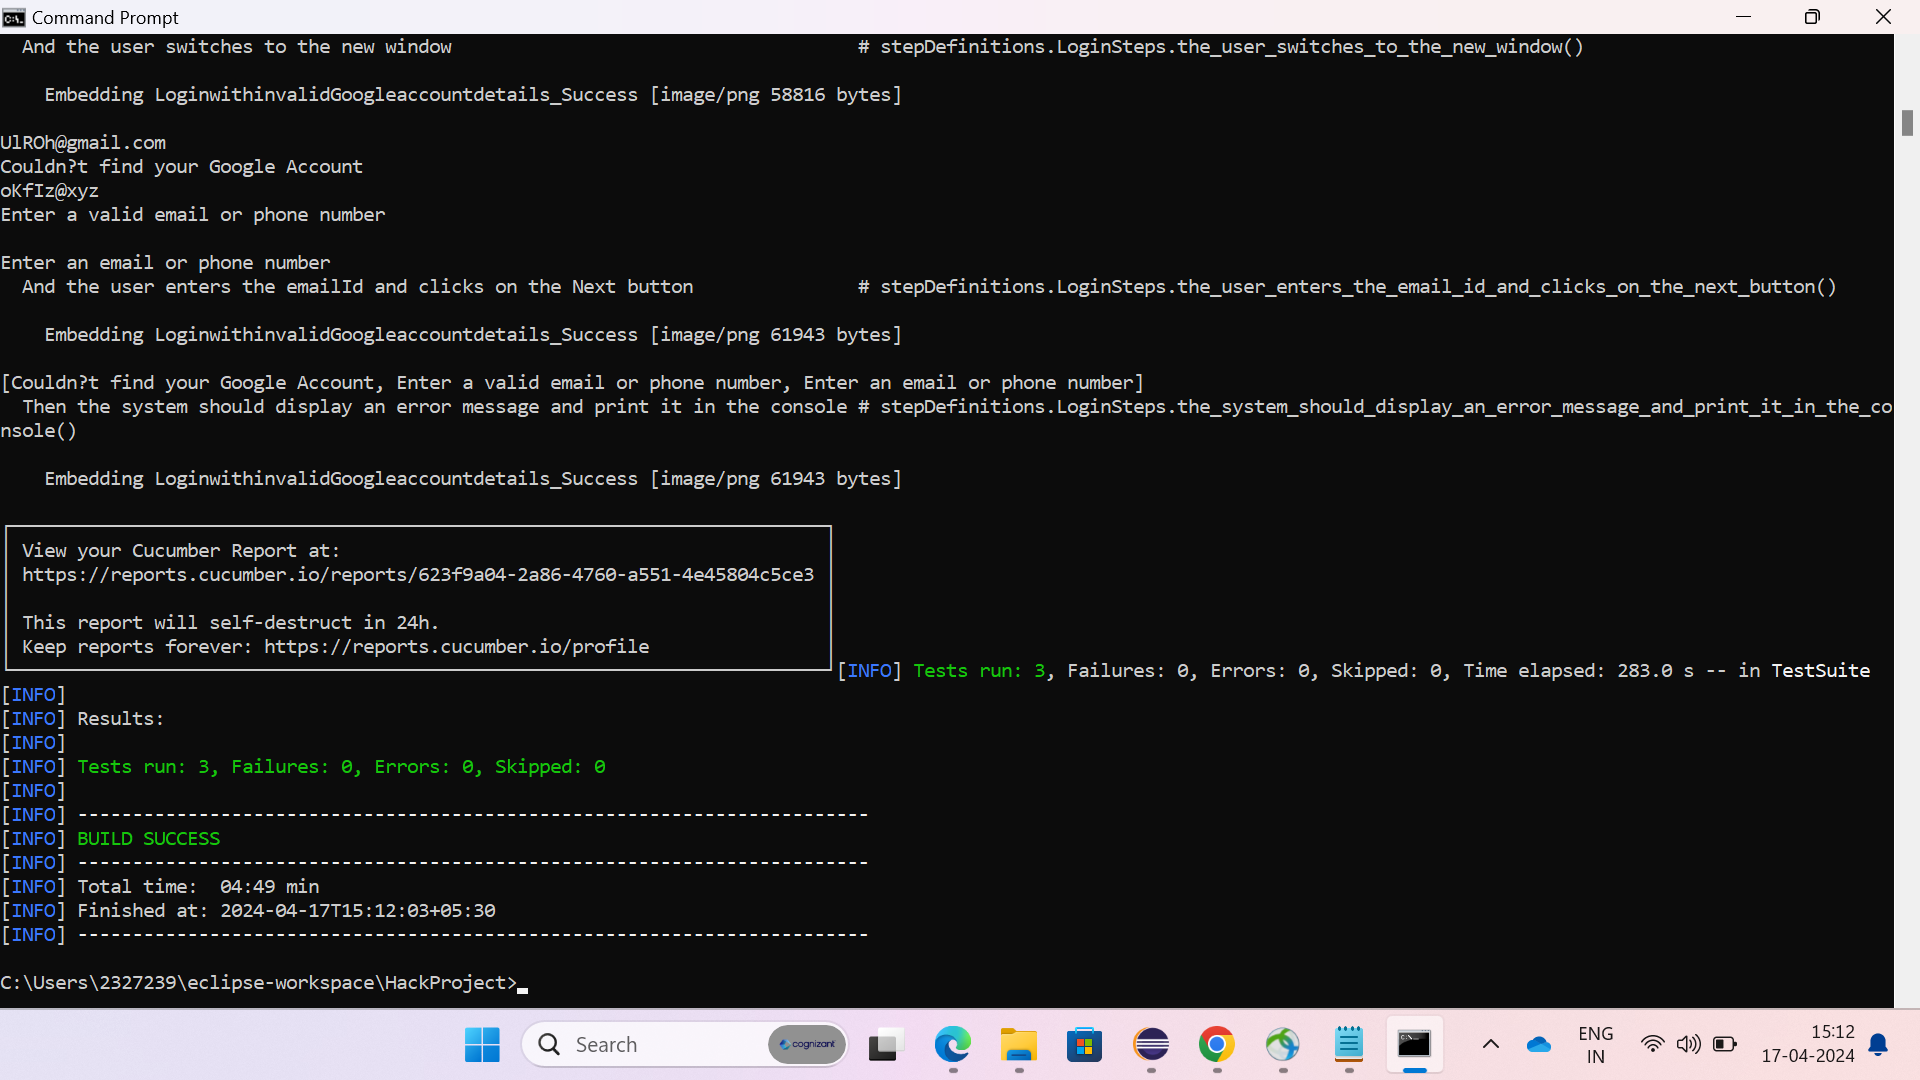 Command Prompt
And the user switches to the new window # stepDefinitions.LoginSteps.the_user_switches_to_the_new_window()
Embedding LoginwithinvalidGoogleaccountdetails_Success [image/png 58816 bytes]
UlROh@gmail.com
Couldn?t find your Google Account
oKfIz@xyz
Enter a valid email or phone number
Enter an email or phone number
And the user enters the emailId and clicks on the Next button # stepDefinitions.LoginSteps.the_user_enters_the_email_id_and_clicks_on_the_next_button()
Embedding LoginwithinvalidGoogleaccountdetails_Success [image/png 61943 bytes]
[Couldn?t find your Google Account, Enter a valid email or phone number, Enter an email or phone number]
Then the system should display an error message and print it in the console # stepDefinitions.LoginSteps.the_system_should_display_an_error_message_and_print_it_in_the_co
nsole()
Embedding LoginwithinvalidGoogleaccountdetails_Success [image/png 61943 bytes]
View your Cucumber Report at:
https://reports.cucumber.io/reports/623f9a04-2a86-4760-a551-4e45804c5ce3
This report will self-destruct in 24h.
Keep reports forever: https://reports.cucumber.io/profile
[INFO] Tests run: 3, Failures: 0, Errors: 0, Skipped: 0, Time elapsed: 283.0 s -- in TestSuite
[INFO]
[INFO] Results:
[INFO]
[INFO] Tests run: 3, Failures: 0, Errors: 0, Skipped: 0
[INFO]
[INFO] ------------------------------------------------------------------------
[INFO] BUILD SUCCESS
[INFO] ------------------------------------------------------------------------
[INFO] Total time:  04:49 min
[INFO] Finished at: 2024-04-17T15:12:03+05:30
[INFO] ------------------------------------------------------------------------
C:\Users\2327239\eclipse-workspace\HackProject>
Search
cognizant
ENG
IN
15:12
17-04-2024